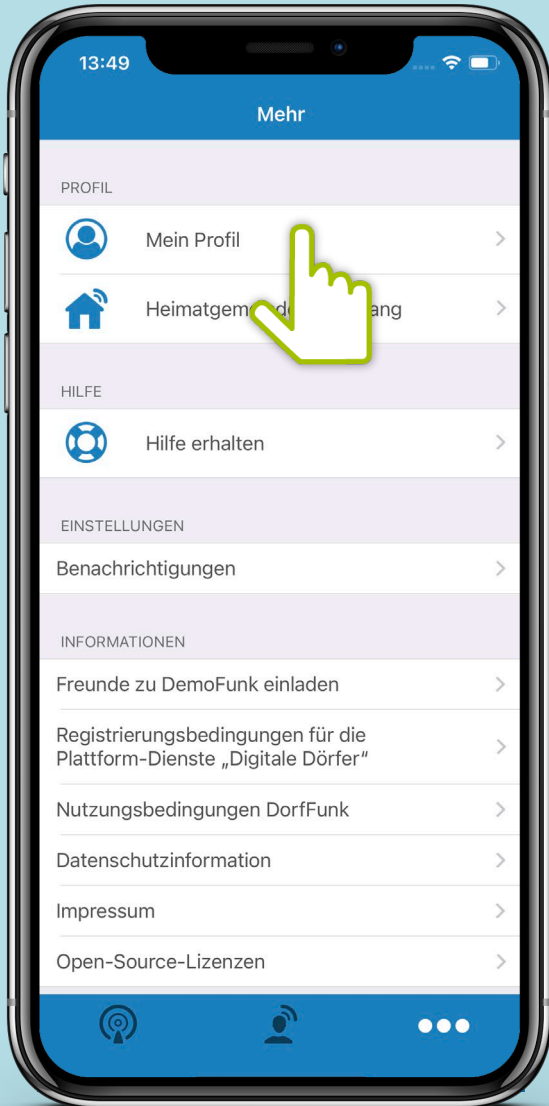 13:49
Mehr
PROFIL
Mein Profil
ang
HILFE
Hilfe erhalten
EINSTELLUNGEN
Benachrichtigungen
INFORMATIONEN
Freunde zu DemoFunk einladen
Registrierungsbedingungen für die
Plattform-Dienste „Digitale Dörfer“
Nutzungsbedingungen DorfFunk
Datenschutzinformation
Impressum
Open-Source-Lizenzen